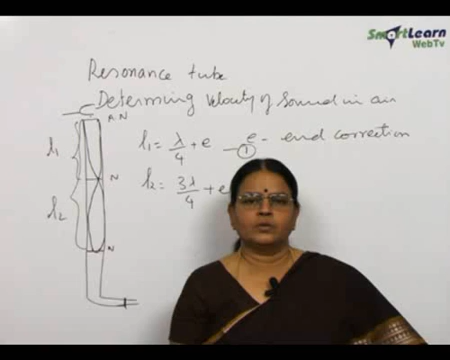 SmartLearn
WebTv
Resonance tube
Determining velocity of sound in air
A.N
l₁ = λ/4 + e —① e - end correction
l₁
N
l₂ = 3λ/4 + e
l₂
N